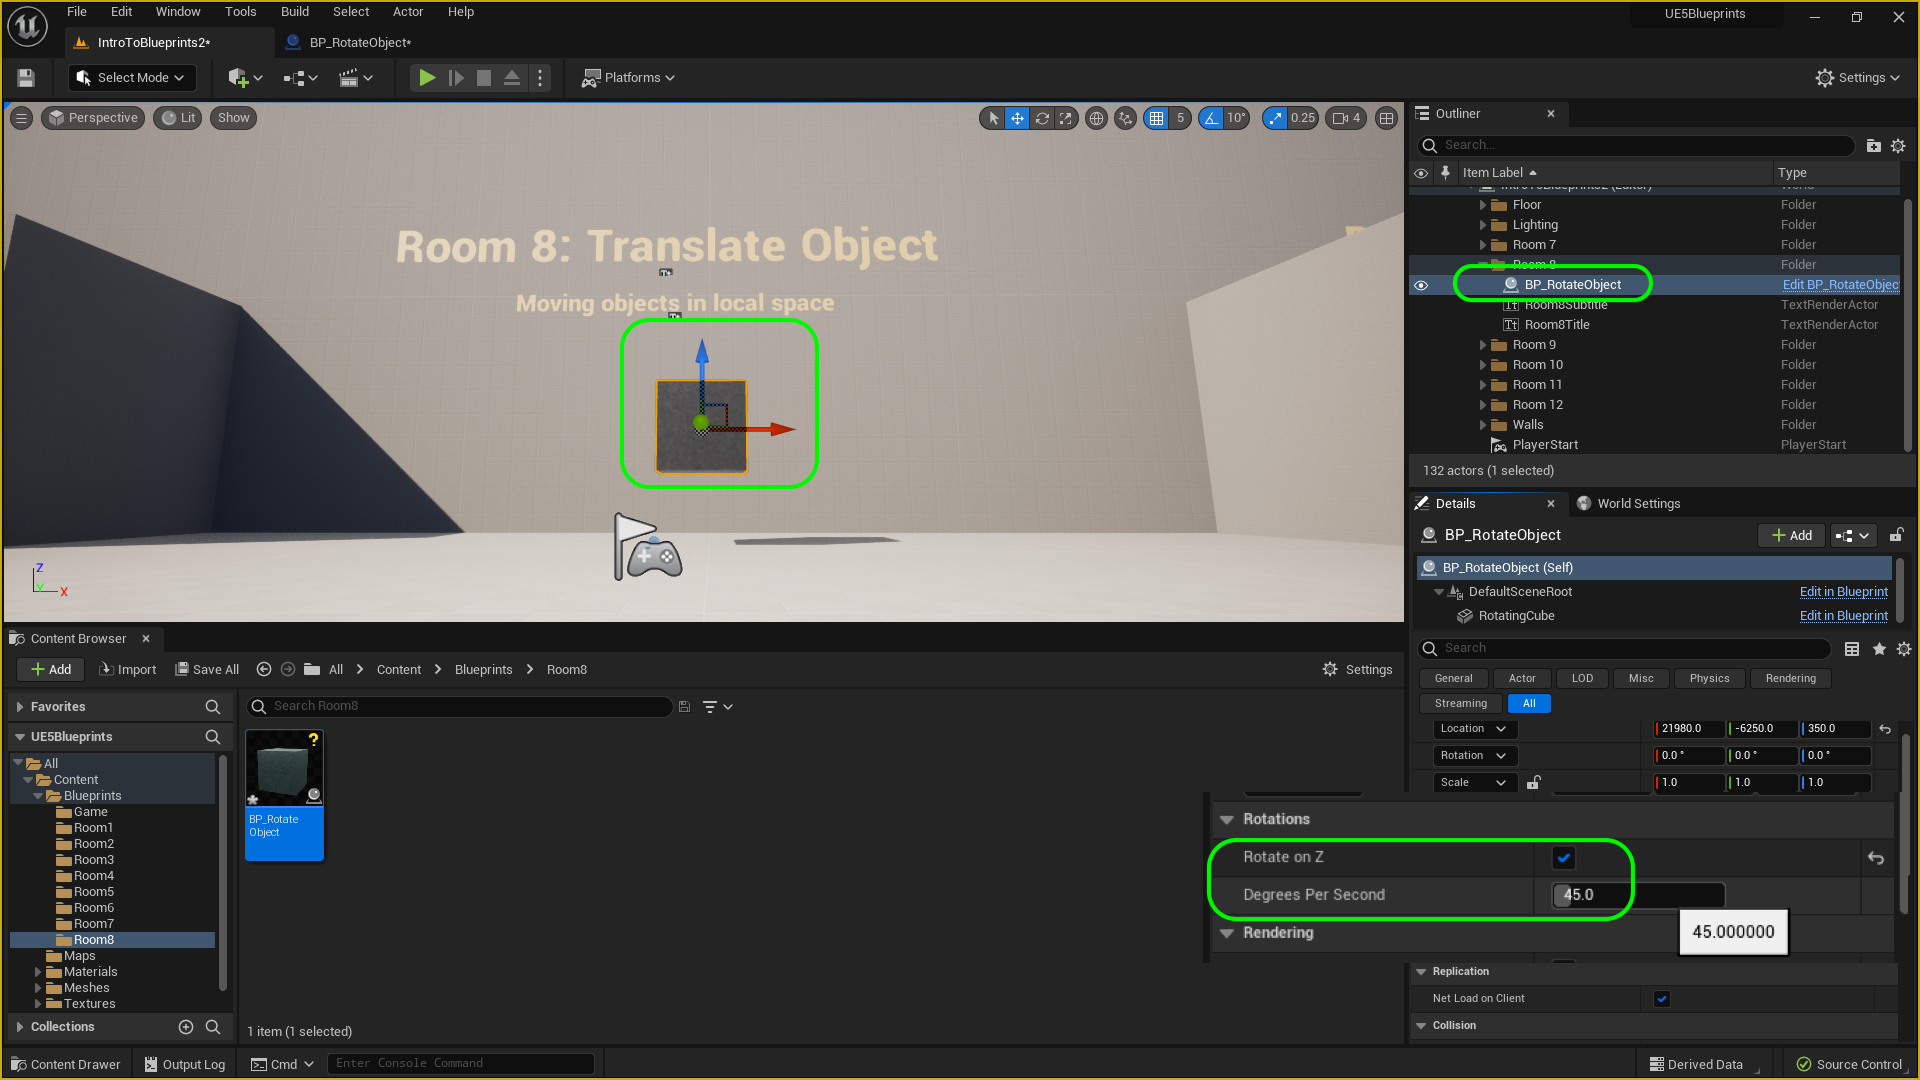 File Edit Window Tools Build Select Actor Help
UE5Blueprints
IntroToBlueprints2*
BP_RotateObject*
Select Mode
Platforms
Settings
Perspective
Lit
Show
5
10°
0.25
4
Room 8: Translate Object
Moving objects in local space
Z
Y
X
Outliner
Search...
Item Label
Type
IntroToBlueprints2 (Editor) World
Floor Folder
Lighting Folder
Room 7 Folder
Room 8 Folder
BP_RotateObject Edit BP_RotateObjec
Room8Subtitle TextRenderActor
Room8Title TextRenderActor
Room 9 Folder
Room 10 Folder
Room 11 Folder
Room 12 Folder
Walls Folder
PlayerStart PlayerStart
132 actors (1 selected)
Details
World Settings
BP_RotateObject
Add
BP_RotateObject (Self)
DefaultSceneRoot Edit in Blueprint
RotatingCube Edit in Blueprint
Search
General Actor LOD Misc Physics Rendering
Streaming All
Location 21980.0 -6250.0 350.0
Rotation 0.0 ° 0.0 ° 0.0 °
Scale 1.0 1.0 1.0
Rotations
Rotate on Z
Degrees Per Second 45.0
45.000000
Rendering
Replication
Net Load on Client
Collision
Content Browser
Add
Import
Save All
All
Content
Blueprints
Room8
Settings
Favorites
UE5Blueprints
All
Content
Blueprints
Game
Room1
Room2
Room3
Room4
Room5
Room6
Room7
Room8
Maps
Materials
Meshes
Textures
Collections
Search Room8
?
BP_Rotate
Object
1 item (1 selected)
Content Drawer
Output Log
Cmd
Enter Console Command
Derived Data
Source Control